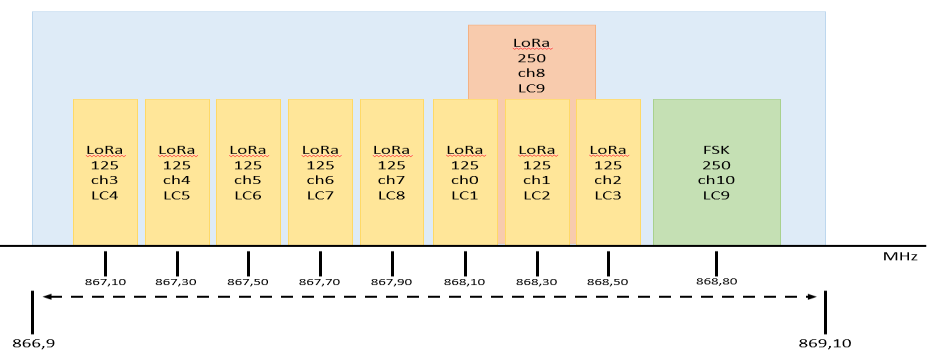 LoRa
250
ch8
LC9
LoRa
125
ch3
LC4
LoRa
125
ch4
LC5
LoRa
125
ch5
LC6
LoRa
125
ch6
LC7
LoRa
125
ch7
LC8
LoRa
125
ch0
LC1
LoRa
125
ch1
LC2
LoRa
125
ch2
LC3
FSK
250
ch10
LC9
MHz
867,10 867,30 867,50 867,70 867,90 868,10 868,30 868,50 868,80
866,9 869,10